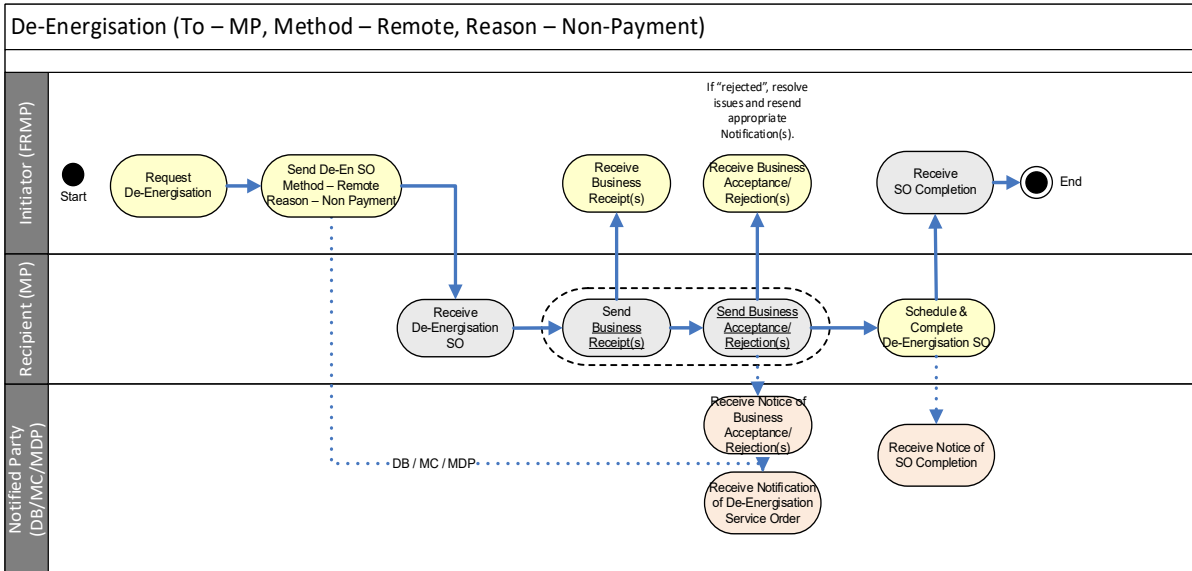 De-Energisation (To – MP, Method – Remote, Reason – Non-Payment)
Initiator (FRMP)
Start
Request
De-Energisation
Send De-En SO
Method – Remote
Reason – Non Payment
Receive
Business
Receipt(s)
If “rejected”, resolve
issues and resend
appropriate
Notification(s).
Receive Business
Acceptance/
Rejection(s)
Receive
SO Completion
End
Recipient (MP)
Receive
De-Energisation
SO
Send
Business
Receipt(s)
Send Business
Acceptance/
Rejection(s)
Schedule &
Complete
De-Energisation SO
Notified Party
(DB/MC/MDP)
Receive Notice of
Business
Acceptance/
Rejection(s)
DB / MC / MDP
Receive Notification
of De-Energisation
Service Order
Receive Notice of
SO Completion